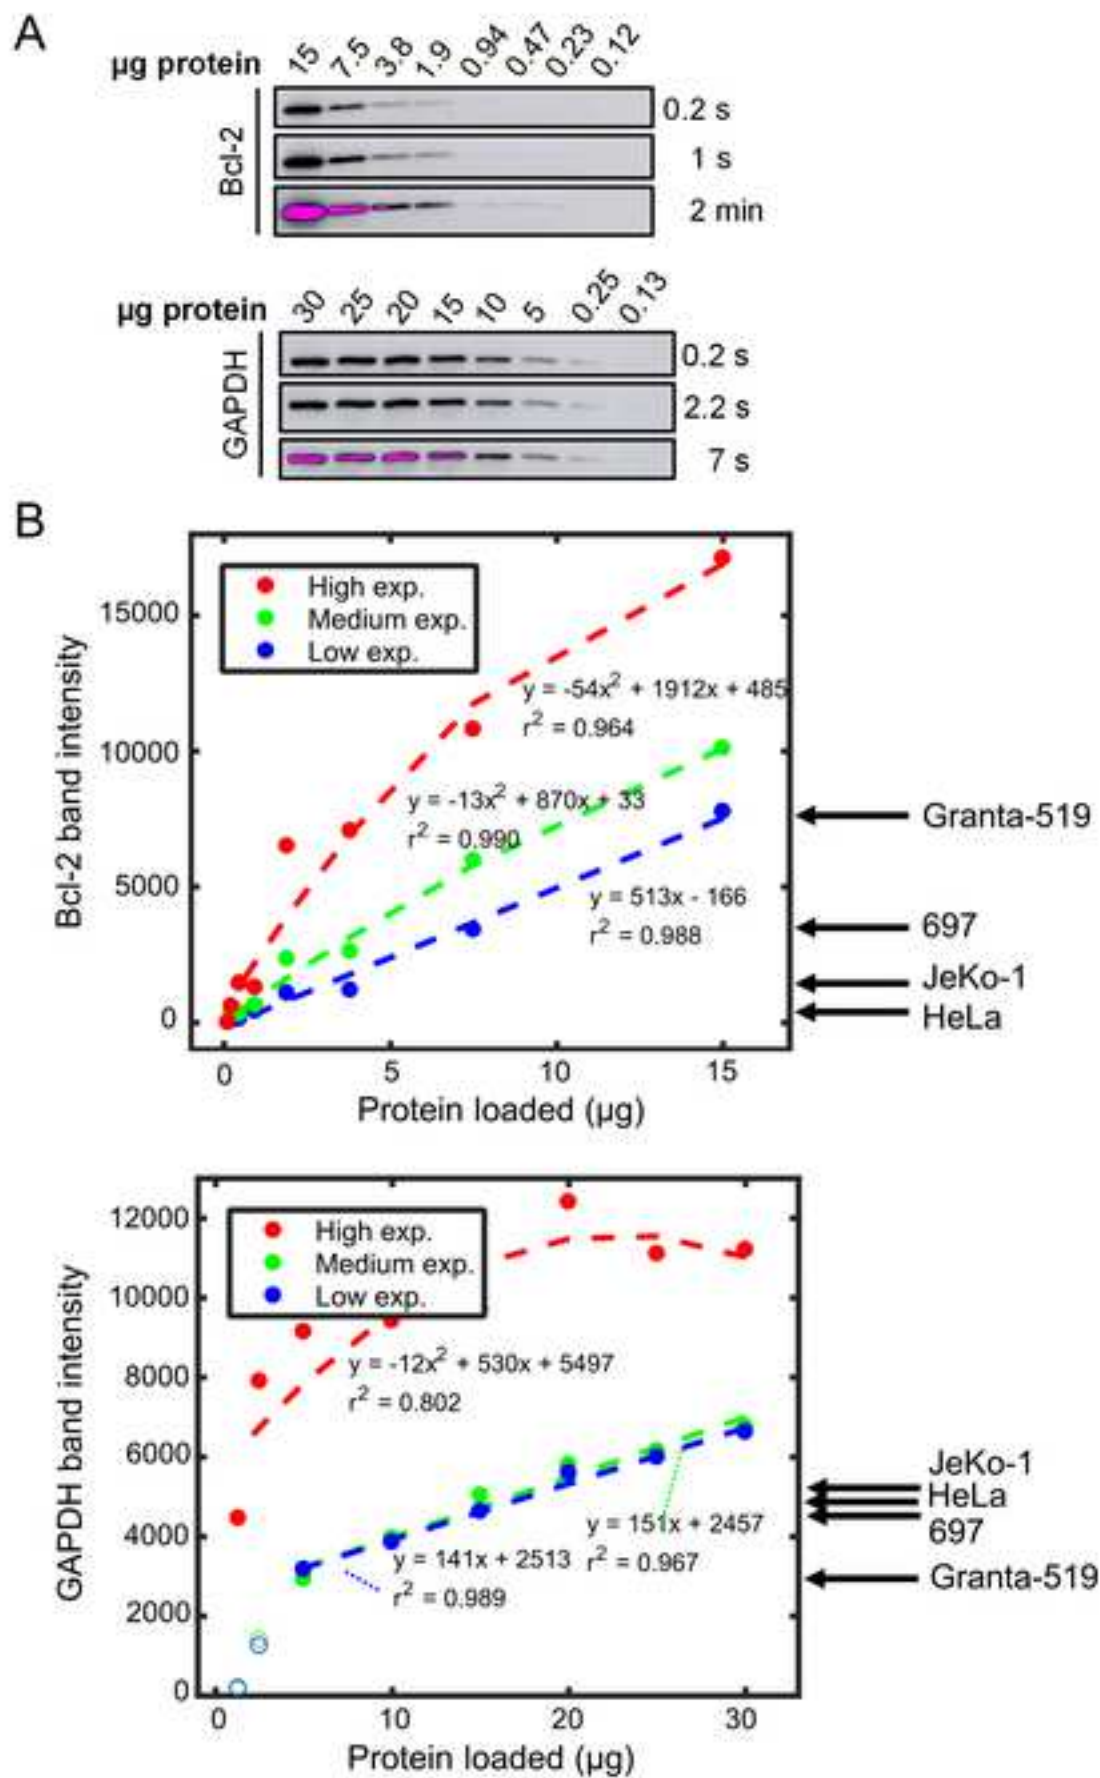 A
µg protein 15 7.5 3.8 1.9 0.94 0.47 0.23 0.12
Bcl-2
0.2 s
1 s
2 min
µg protein 30 25 20 15 10 5 0.25 0.13
GAPDH
0.2 s
2.2 s
7 s
B
Bcl-2 band intensity
15000
10000
5000
0
High exp.
Medium exp.
Low exp.
y = -54x² + 1912x + 485
r² = 0.964
y = -13x² + 870x + 33
r² = 0.990
y = 513x - 166
r² = 0.988
Granta-519
697
JeKo-1
HeLa
0 5 10 15
Protein loaded (µg)
GAPDH band intensity
12000
10000
8000
6000
4000
2000
0
High exp.
Medium exp.
Low exp.
y = -12x² + 530x + 5497
r² = 0.802
y = 151x + 2457
r² = 0.967
y = 141x + 2513
r² = 0.989
JeKo-1
HeLa
697
Granta-519
0 10 20 30
Protein loaded (µg)